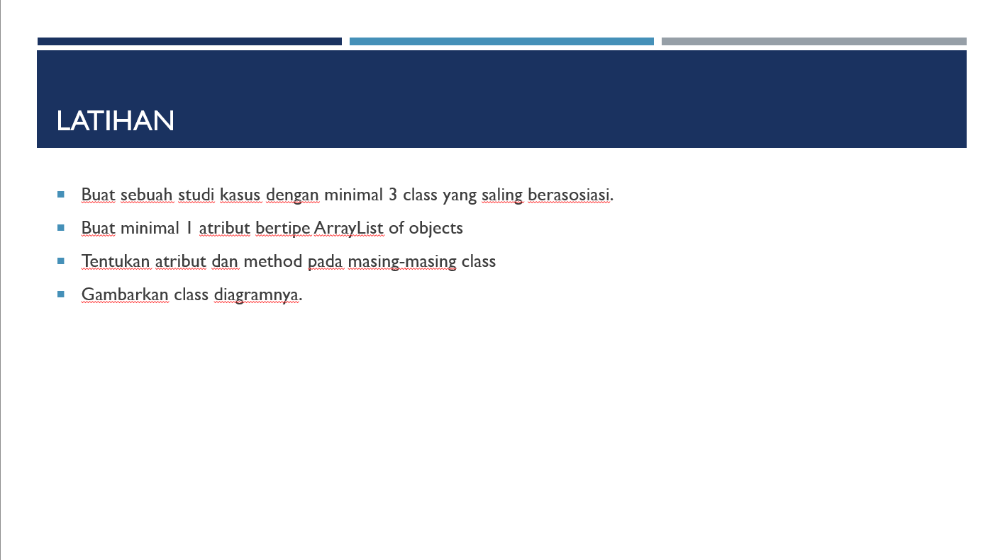 LATIHAN
Buat sebuah studi kasus dengan minimal 3 class yang saling berasosiasi.
Buat minimal 1 atribut bertipe ArrayList of objects
Tentukan atribut dan method pada masing-masing class
Gambarkan class diagramnya.